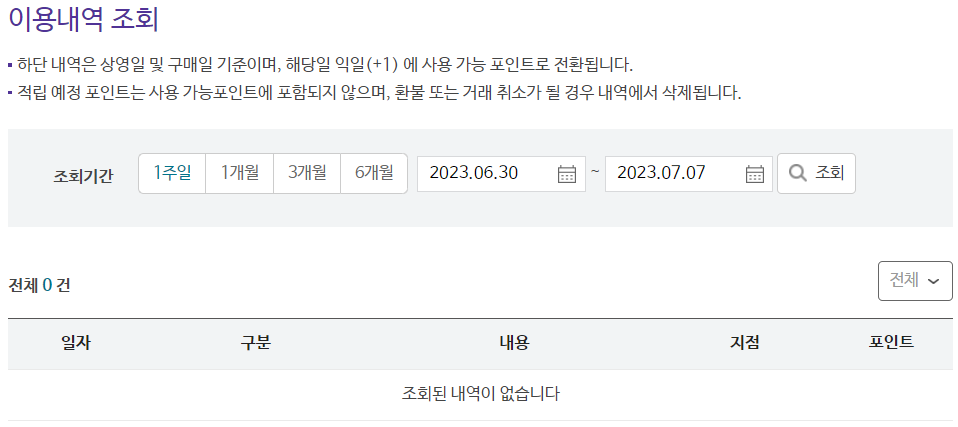 이용내역 조회
하단 내역은 상영일 및 구매일 기준이며, 해당일 익일(+1) 에 사용 가능 포인트로 전환됩니다.
적립 예정 포인트는 사용 가능포인트에 포함되지 않으며, 환불 또는 거래 취소가 될 경우 내역에서 삭제됩니다.
조회기간 1주일 1개월 3개월 6개월 2023.06.30 ~ 2023.07.07 조회
전체 0 건 전체
일자 구분 내용 지점 포인트
조회된 내역이 없습니다